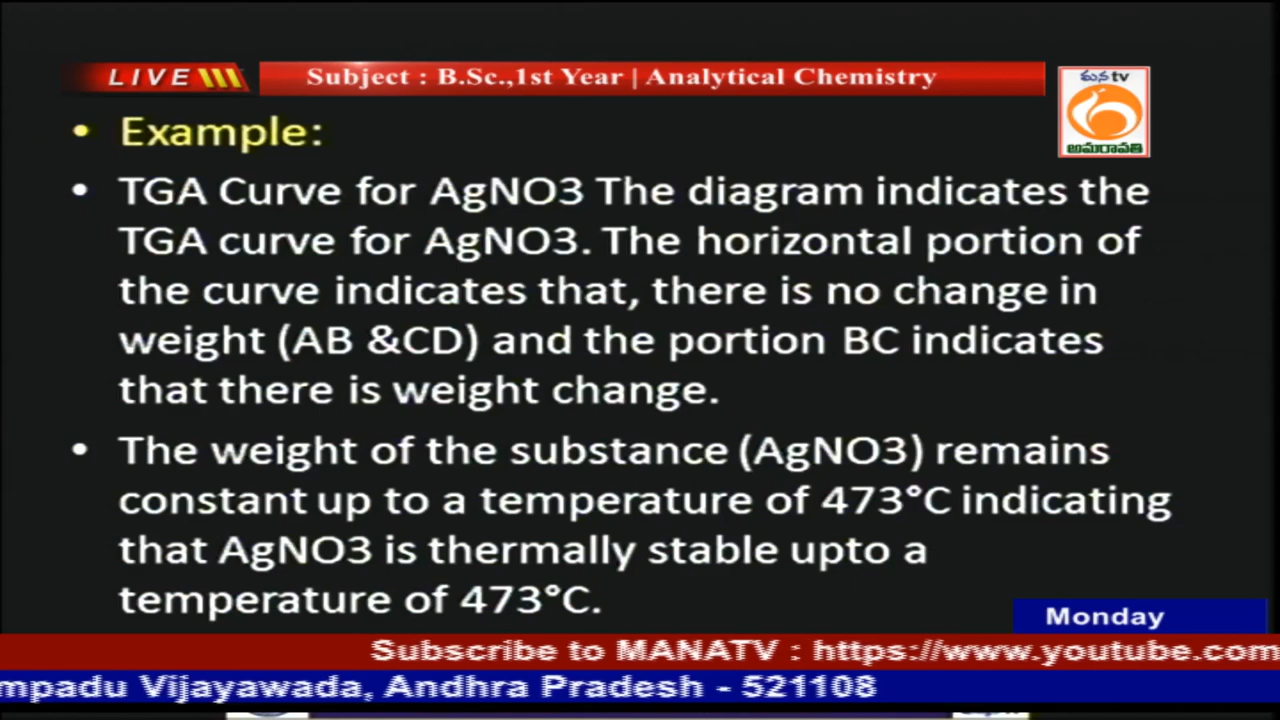 LIVE
Subject : B.Sc.,1st Year | Analytical Chemistry
మన tv
అమరావతి
• Example:
• TGA Curve for AgNO3 The diagram indicates the
TGA curve for AgNO3. The horizontal portion of
the curve indicates that, there is no change in
weight (AB &CD) and the portion BC indicates
that there is weight change.
• The weight of the substance (AgNO3) remains
constant up to a temperature of 473°C indicating
that AgNO3 is thermally stable upto a
temperature of 473°C.
Monday
Subscribe to MANATV : https://www.youtube.com
mpadu Vijayawada, Andhra Pradesh - 521108